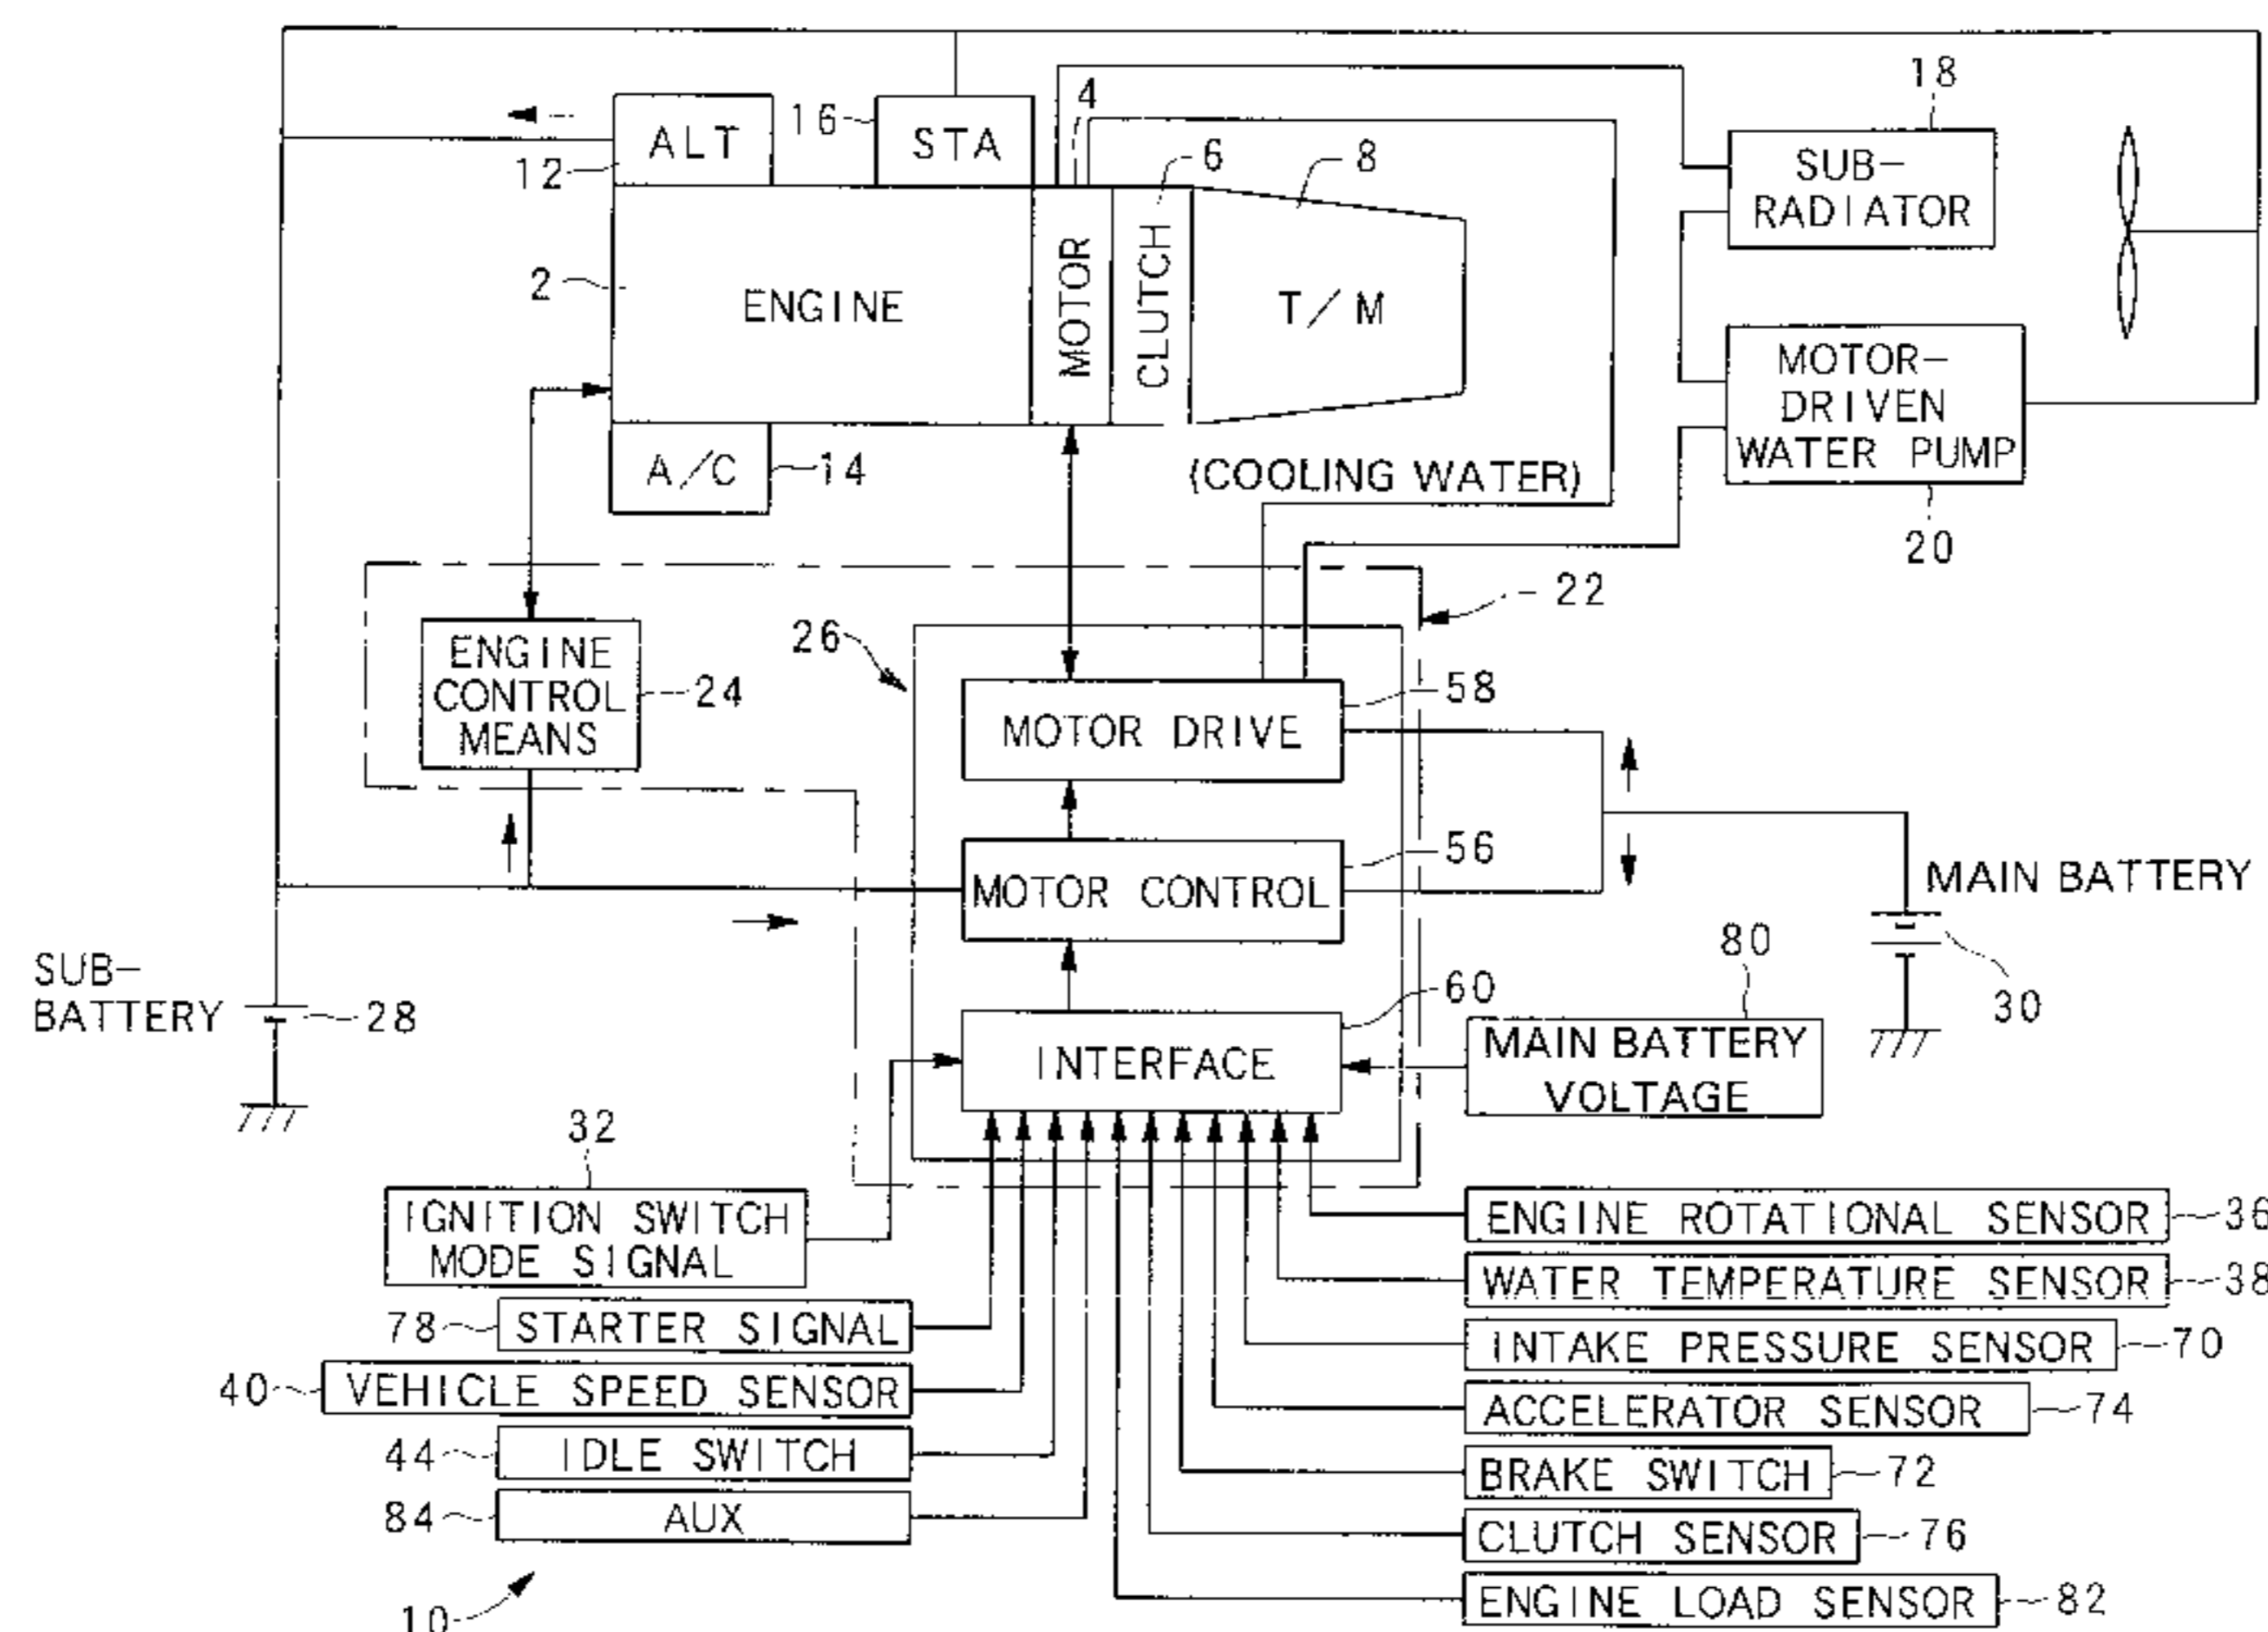 18
4
16
ALT
STA
6
8
SUB-
RADIATOR
12
2
ENGINE
MOTOR
CLUTCH
T/M
MOTOR-
DRIVEN
WATER PUMP
A/C
14
(COOLING WATER)
20
22
26
ENGINE
CONTROL
MEANS
24
58
MOTOR DRIVE
56
MOTOR CONTROL
MAIN BATTERY
80
30
SUB-
BATTERY
28
60
INTERFACE
MAIN BATTERY
VOLTAGE
32
IGNITION SWITCH
MODE SIGNAL
78
STARTER SIGNAL
40
VEHICLE SPEED SENSOR
44
IDLE SWITCH
84
AUX
10
ENGINE ROTATIONAL SENSOR
36
WATER TEMPERATURE SENSOR
38
INTAKE PRESSURE SENSOR
70
ACCELERATOR SENSOR
74
BRAKE SWITCH
72
CLUTCH SENSOR
76
ENGINE LOAD SENSOR
82